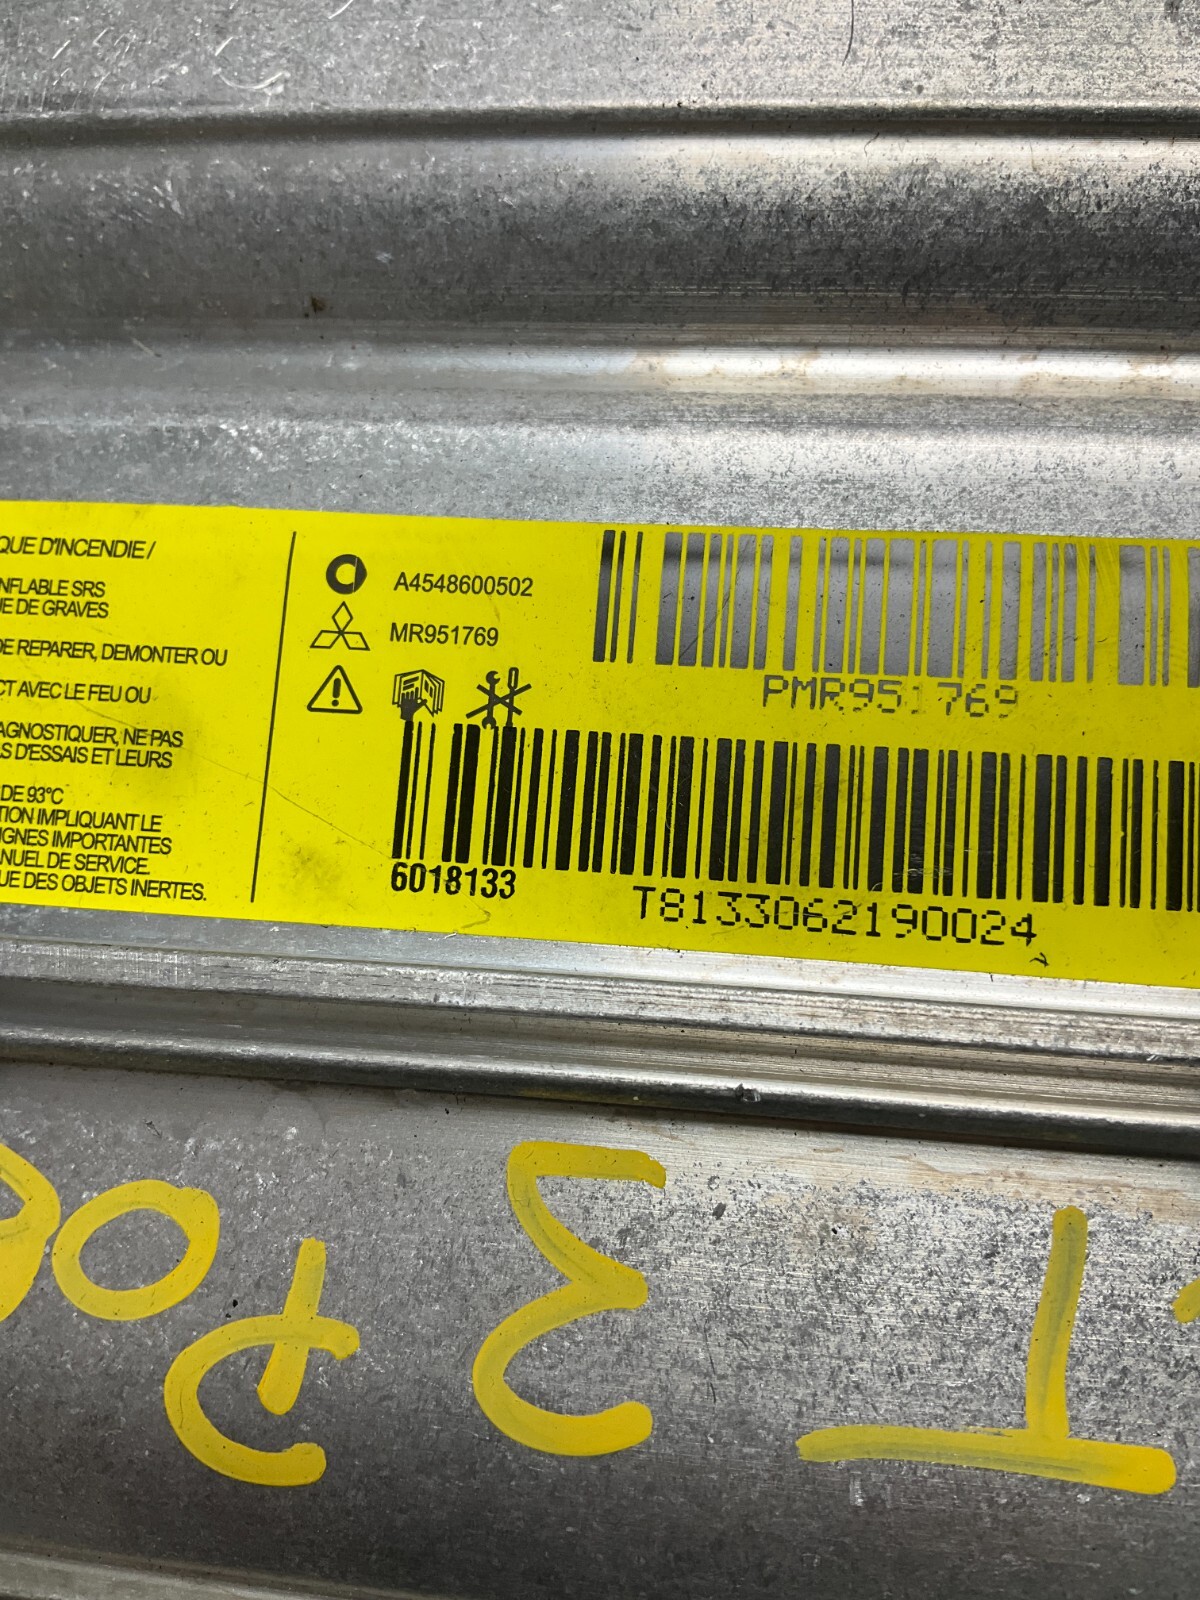 QUE D'INCENDIE /
NFLABLE SRS
UE DE GRAVES
DE REPARER, DEMONTER OU
CT AVEC LE FEU OU
AGNOSTIQUER, NE PAS
S D'ESSAIS ET LEURS
DE 93°C
TION IMPLIQUANT LE
IGNES IMPORTANTES
NUEL DE SERVICE.
UE DES OBJETS INERTES.
A4548600502
MR951769
PMR951769
6018133
T8133062190024